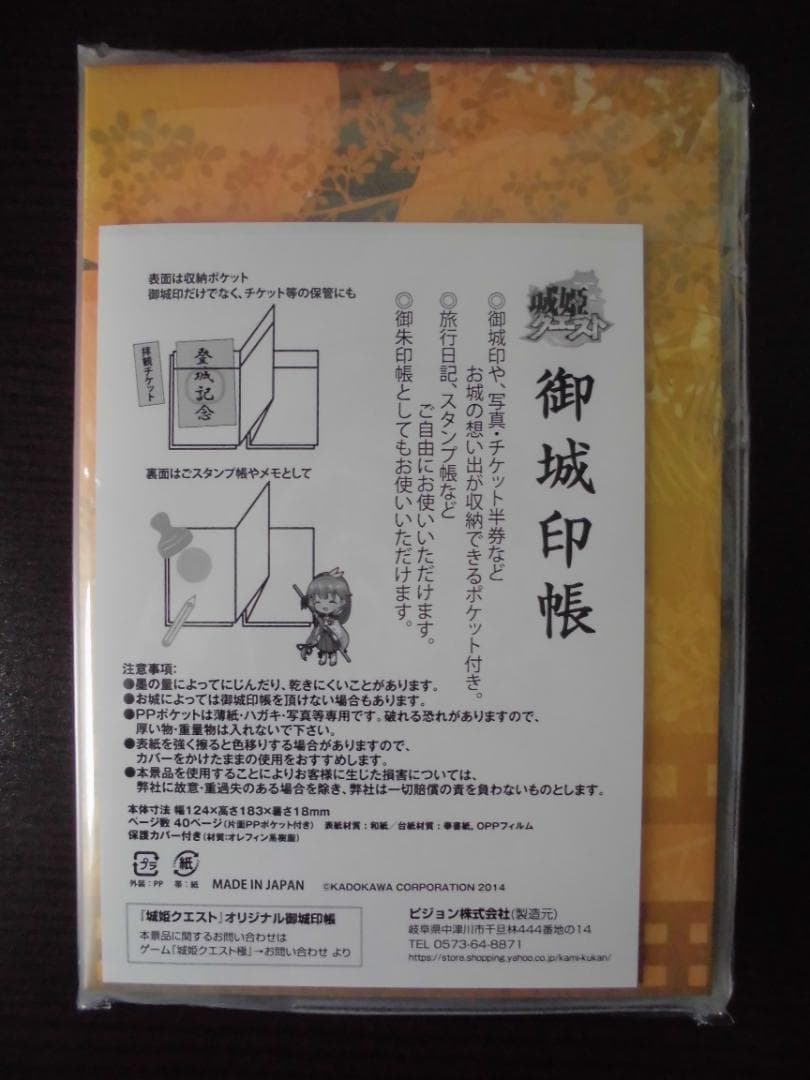 城姫
クエスト
御城印帳
◎御城印や、写真・チケット半券など
お城の想い出が収納できるポケット付き。
◎旅行日記、スタンプ帳など
ご自由にお使いいただけます。
◎御朱印帳としてもお使いいただけます。
表面は収納ポケット
御城印だけでなく、チケット等の保管にも
拝観チケット
登城記念
裏面はごスタンプ帳やメモとして
注意事項:
●墨の量によってにじんだり、乾きにくいことがあります。
●お城によっては御城印帳を頂けない場合もあります。
●PPポケットは薄紙・ハガキ・写真等専用です。破れる恐れがありますので、
厚い物・重量物は入れないで下さい。
●表紙を強く擦ると色移りする場合がありますので、
カバーをかけたままの使用をおすすめします。
●本景品を使用することによりお客様に生じた損害については、
弊社に故意・重過失のある場合を除き、弊社は一切賠償の責を負わないものとします。
本体寸法 幅124×高さ183×暑さ18mm
ページ数 40ページ(片面PPポケット付き) 表紙材質:和紙/台紙材質:奉書紙,OPPフィルム
保護カバー付き(材質:オレフィン系樹脂)
プラ
外装:PP
紙
帯:紙
MADE IN JAPAN
©KADOKAWA CORPORATION 2014
『城姫クエスト』オリジナル御城印帳
本景品に関するお問い合わせは
ゲーム『城姫クエスト極』→お問い合わせ より
ビジョン株式会社(製造元)
岐阜県中津川市千旦林444番地の14
TEL 0573-64-8871
https://store.shopping.yahoo.co.jp/kami-kukan/